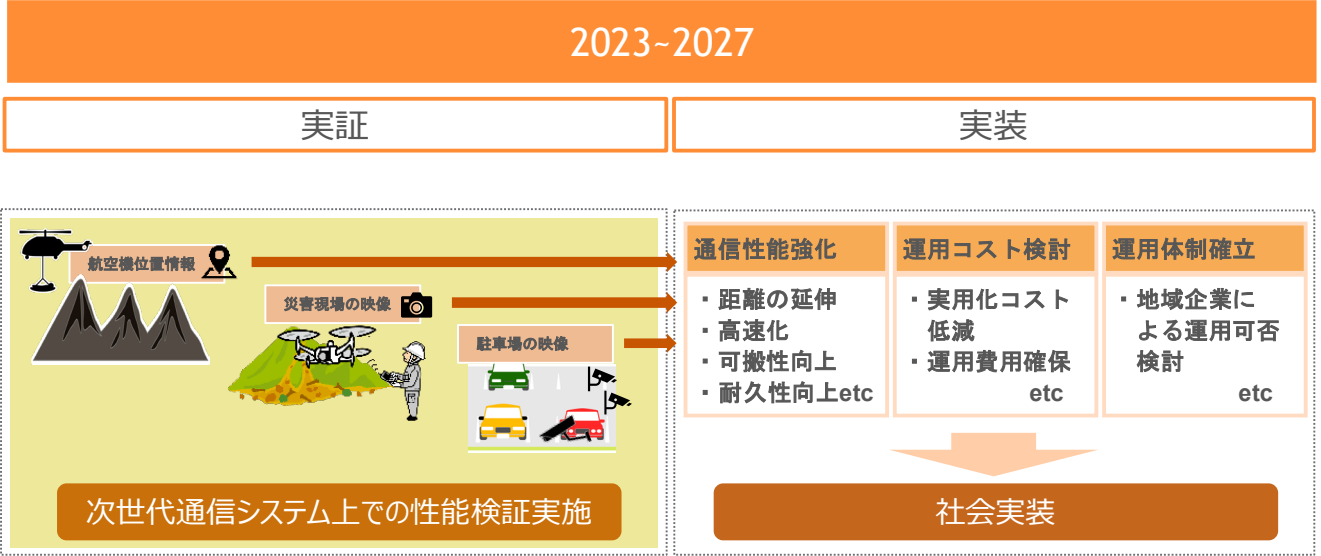 2023~2027
実証
実装
航空機位置情報
災害現場の映像
駐車場の映像
次世代通信システム上での性能検証実施
通信性能強化
・距離の延伸
・高速化
・可搬性向上
・耐久性向上etc
運用コスト検討
・実用化コスト
低減
・運用費用確保
etc
運用体制確立
・地域企業に
よる運用可否
検討
etc
社会実装